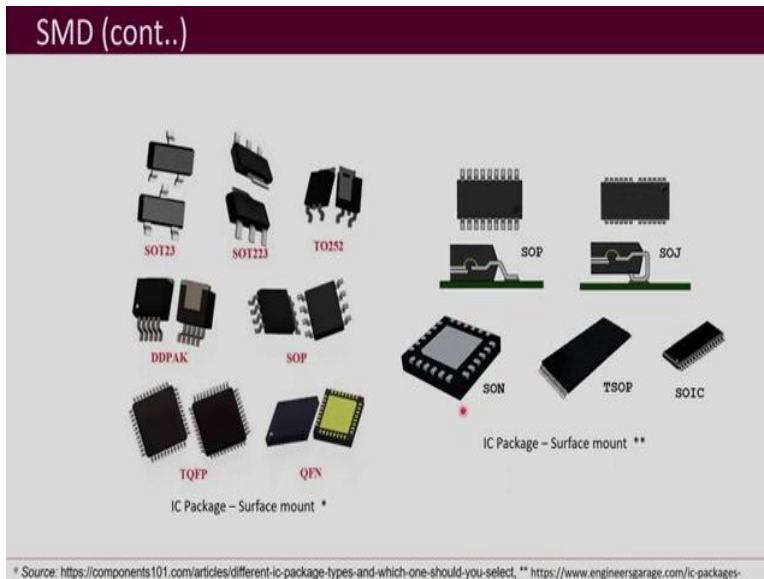 SMD (cont..)
SOT23 SOT223 TO252
DDPAK SOP
TQFP QFN
IC Package – Surface mount *
SOP SOJ
SON TSOP SOIC
IC Package – Surface mount **
* Source: https://components101.com/articles/different-ic-package-types-and-which-one-should-you-select, ** https://www.engineersgarage.com/ic-packages-